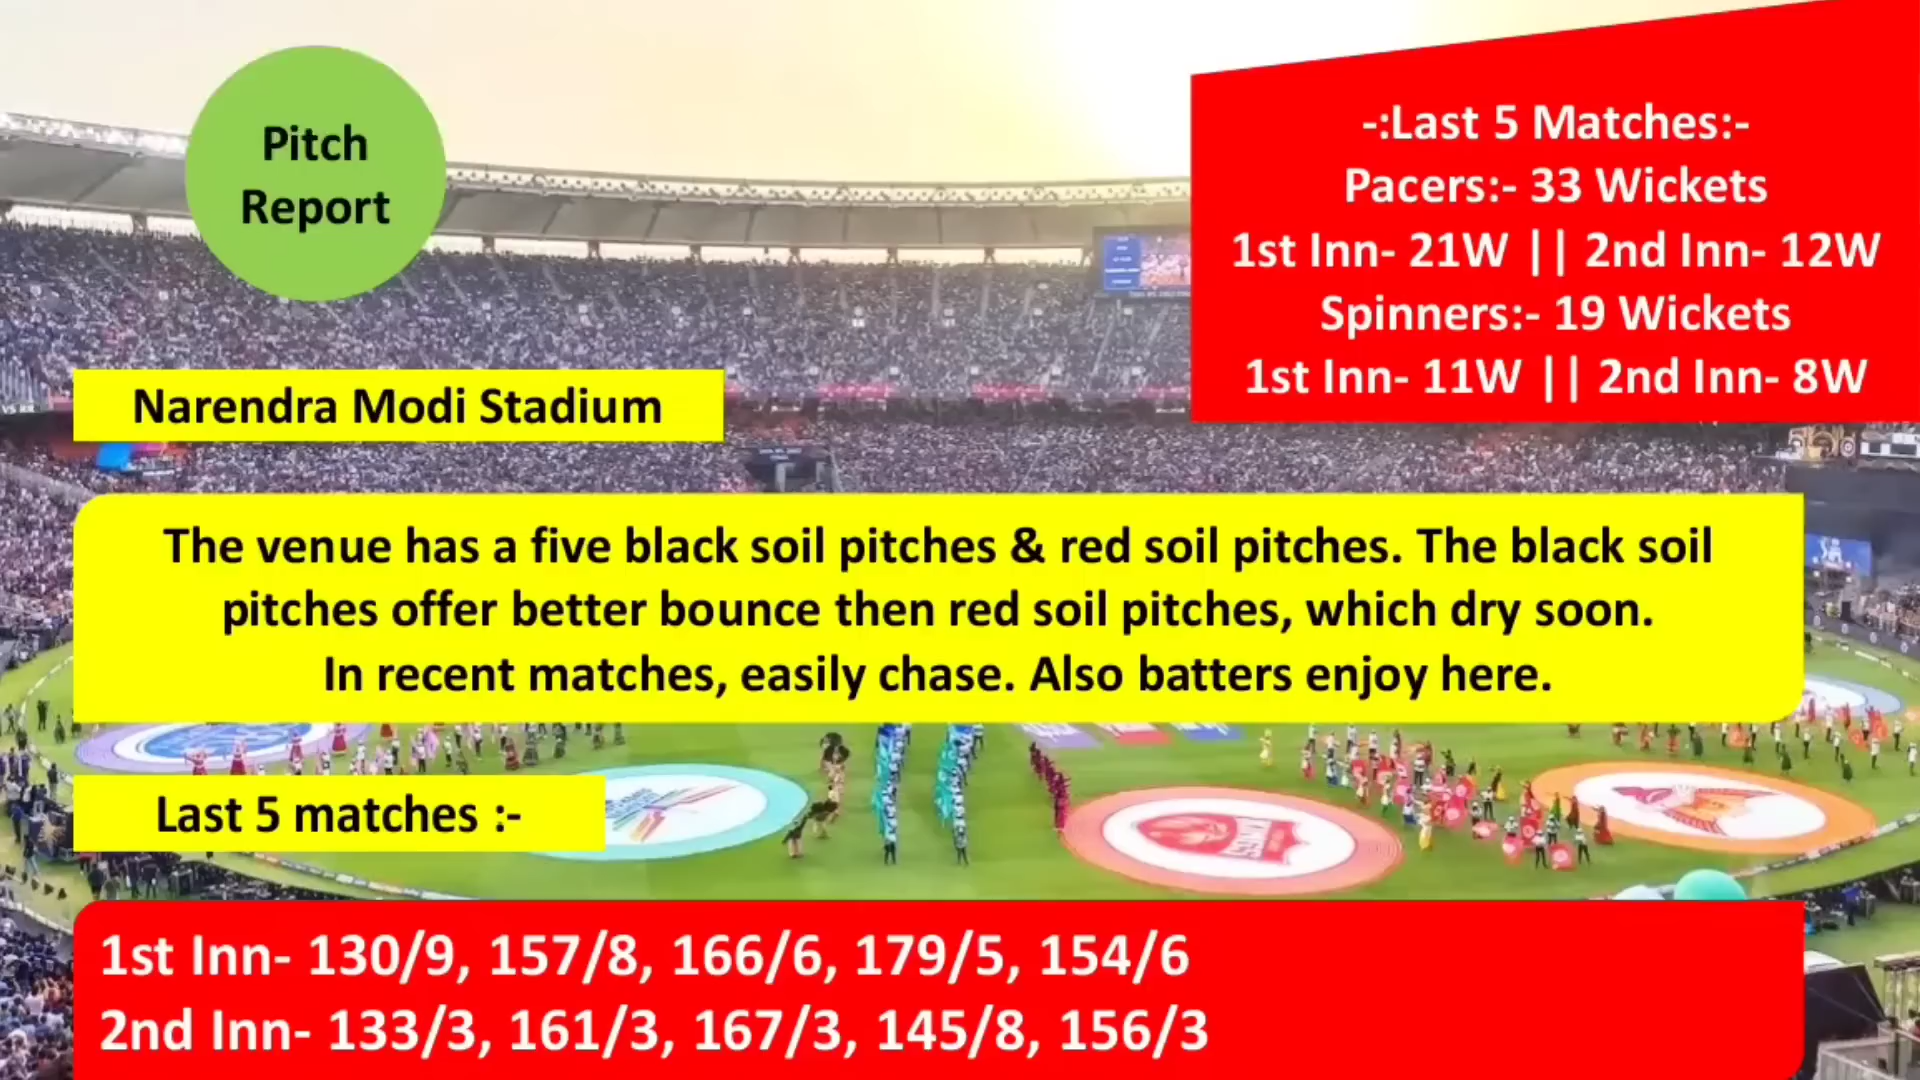 Pitch
Report
-:Last 5 Matches:-
Pacers:- 33 Wickets
1st Inn- 21W || 2nd Inn- 12W
Spinners:- 19 Wickets
1st Inn- 11W || 2nd Inn- 8W
Narendra Modi Stadium
The venue has a five black soil pitches & red soil pitches. The black soil
pitches offer better bounce then red soil pitches, which dry soon.
In recent matches, easily chase. Also batters enjoy here.
Last 5 matches :-
1st Inn- 130/9, 157/8, 166/6, 179/5, 154/6
2nd Inn- 133/3, 161/3, 167/3, 145/8, 156/3